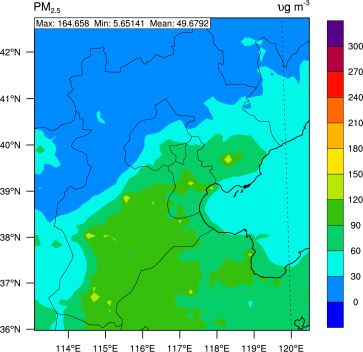 PM2.5 υg m-3
Max: 164.658 Min: 5.65141 Mean: 49.6792
42°N
41°N
40°N
39°N
38°N
37°N
36°N
114°E 115°E 116°E 117°E 118°E 119°E 120°E
300
270
240
210
180
150
120
90
60
30
0